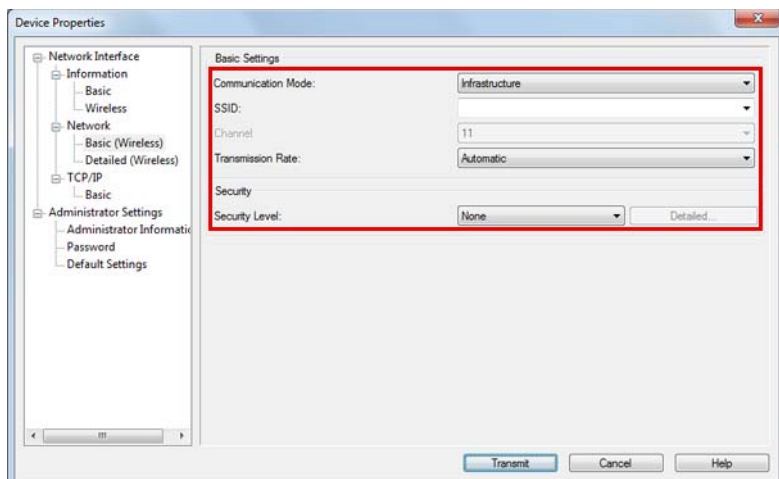 Device Properties
Network Interface
Information
Basic
Wireless
Network
Basic (Wireless)
Detailed (Wireless)
TCP/IP
Basic
Administrator Settings
Administrator Informatic
Password
Default Settings
Basic Settings
Communication Mode: Infrastructure
SSID:
Channel 11
Transmission Rate: Automatic
Security
Security Level: None Detailed...
Transmit Cancel Help